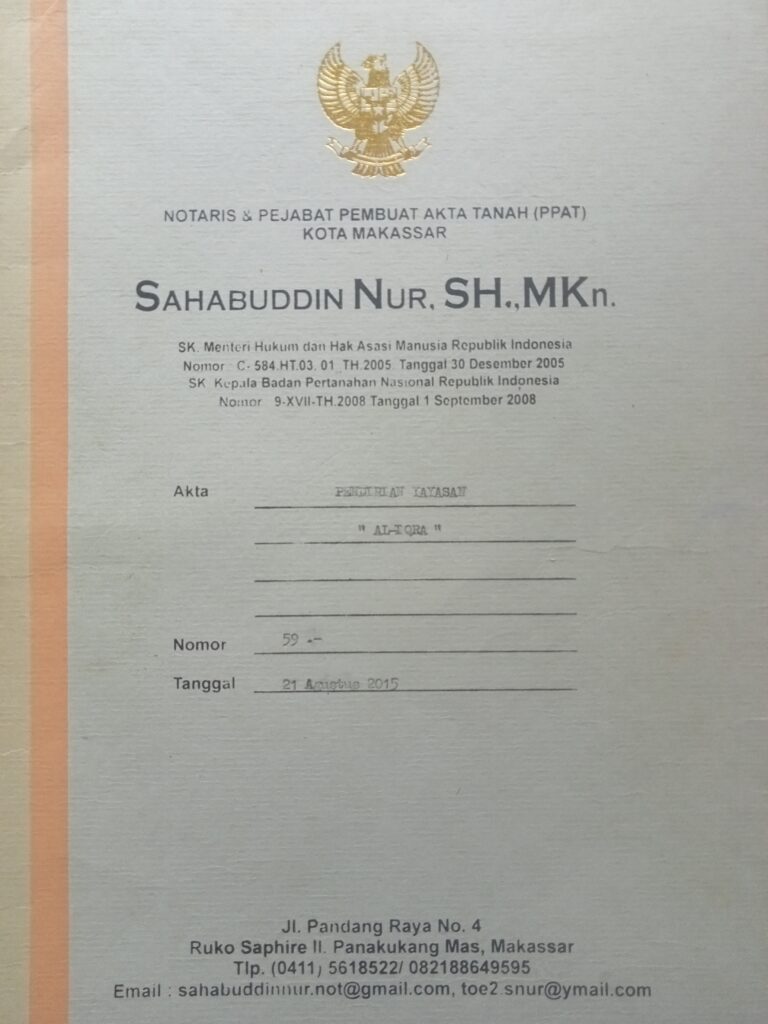 NOTARIS & PEJABAT PEMBUAT AKTA TANAH (PPAT)
KOTA MAKASSAR
SAHABUDDIN NUR, SH.,MKn.
SK. Menteri Hukum dan Hak Asasi Manusia Republik Indonesia
Nomor C- 584.HT.03. 01 TH.2005 Tanggal 30 Desember 2005
SK Kepala Badan Pertanahan Nasional Republik Indonesia
Nomor 9-XVII-TH.2008 Tanggal 1 September 2008
Akta PENDIRIAN YAYASAN
" AL-IQRA "
Nomor 59 .-
Tanggal 21 Agustus 2015
Jl. Pandang Raya No. 4
Ruko Saphire II. Panakukang Mas, Makassar
Tlp. (0411) 5618522/ 082188649595
Email : sahabuddinnur.not@gmail.com, toe2.snur@ymail.com